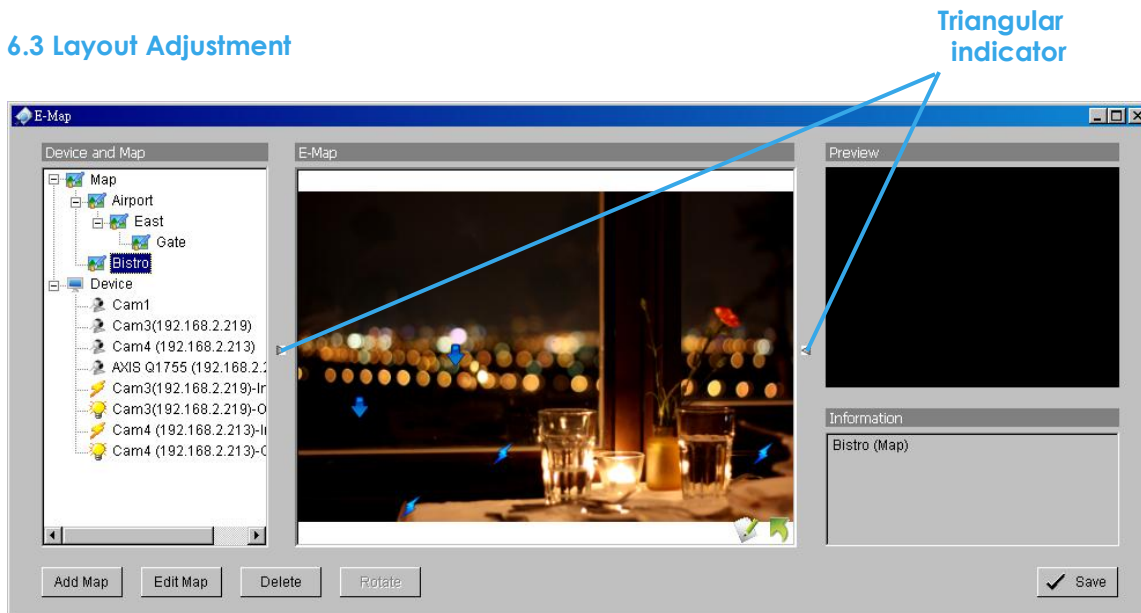 6.3 Layout Adjustment
Triangular
indicator
E-Map
Device and Map
Map
Airport
East
Gate
Bistro
Device
Cam1
Cam3(192.168.2.219)
Cam4 (192.168.2.213)
AXIS Q1755 (192.168.2.2
Cam3(192.168.2.219)-In
Cam3(192.168.2.219)-O
Cam4 (192.168.2.213)-In
Cam4 (192.168.2.213)-O
E-Map
Preview
Information
Bistro (Map)
Add Map
Edit Map
Delete
Rotate
Save